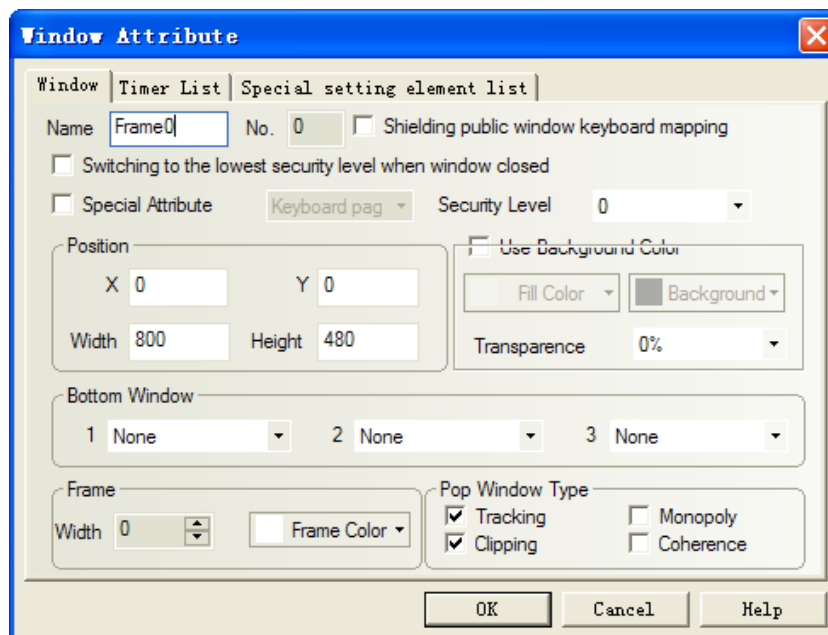 Window Attribute
Window Timer List Special setting element list
Name Frame0 No. 0 Shielding public window keyboard mapping
Switching to the lowest security level when window closed
Special Attribute Keyboard pag Security Level 0
Position Use Background Color
X 0 Y 0 Fill Color Background
Width 800 Height 480 Transparence 0%
Bottom Window
1 None 2 None 3 None
Frame Pop Window Type
Width 0 Frame Color Tracking Monopoly
Clipping Coherence
OK Cancel Help